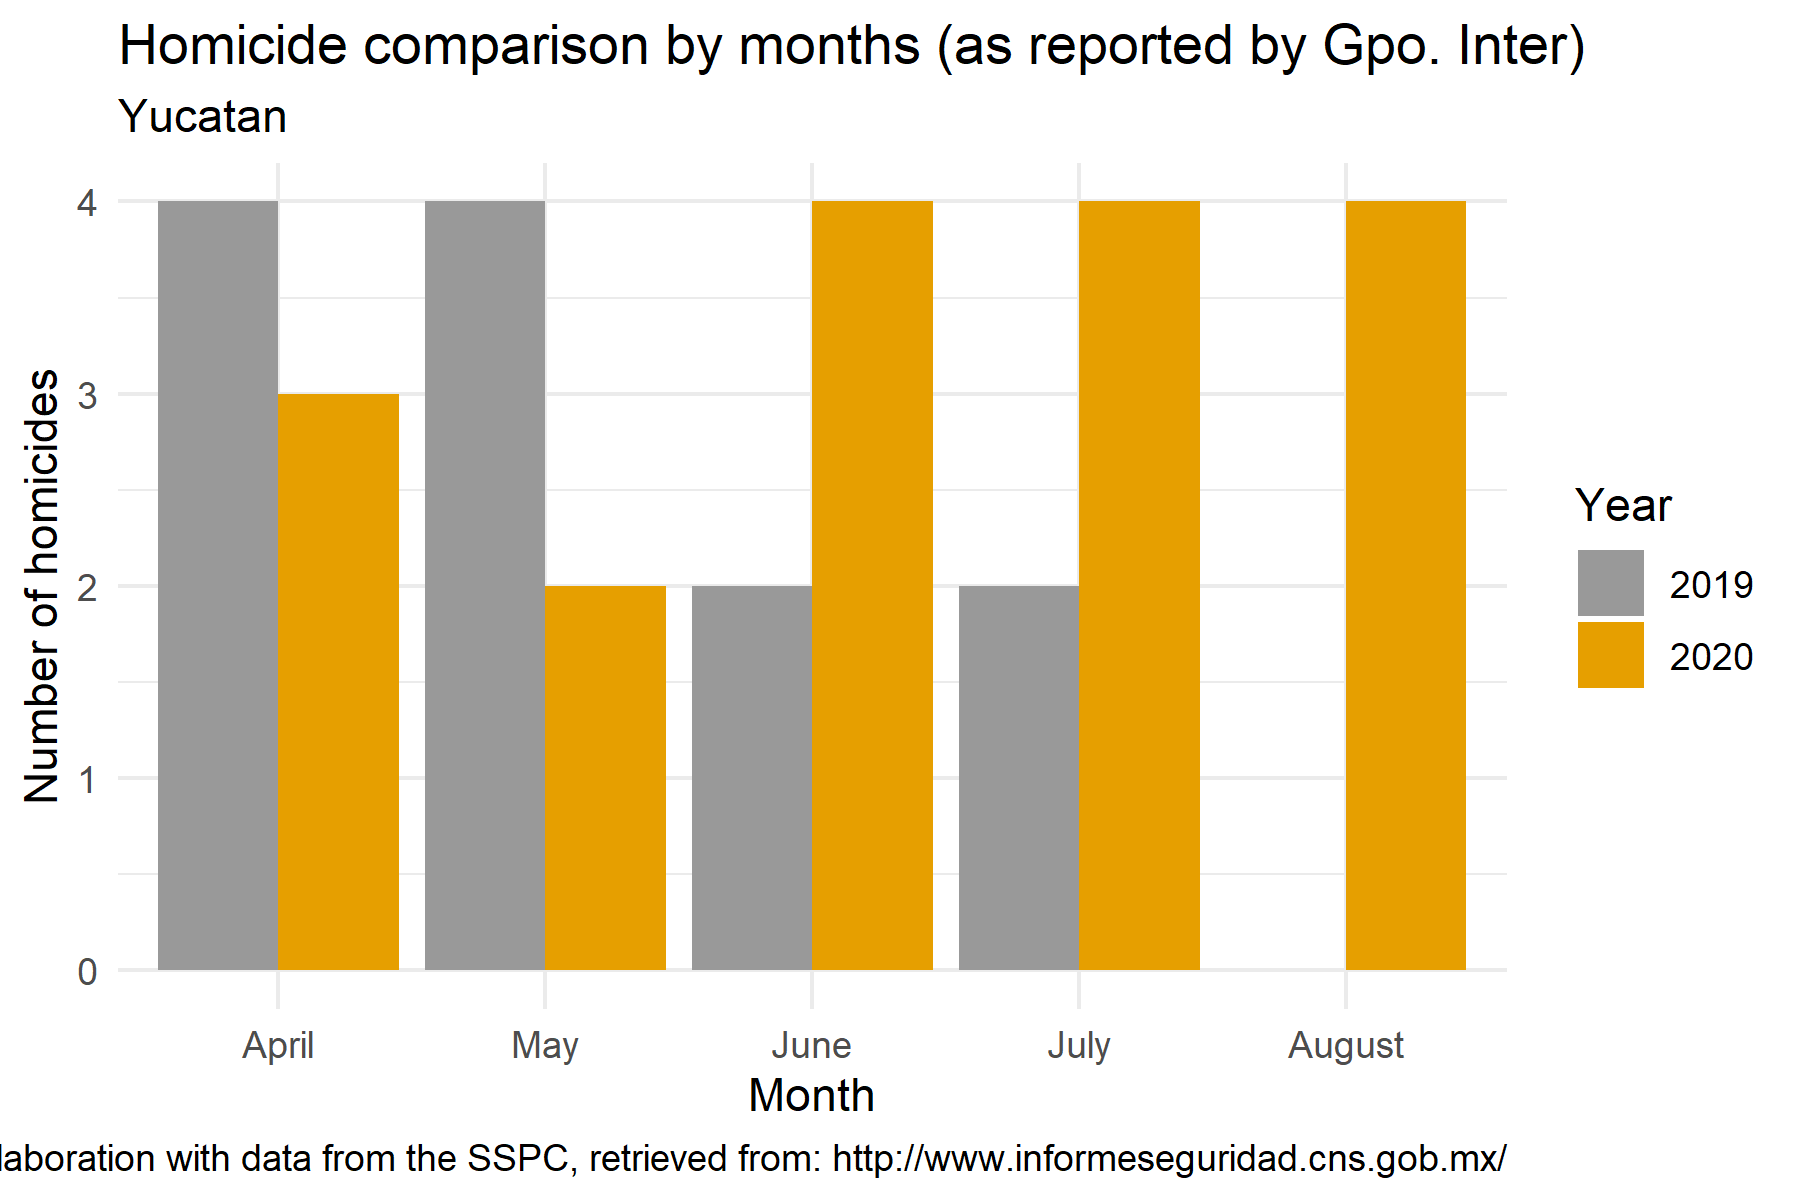 Homicide comparison by months (as reported by Gpo. Inter)
Yucatan
4
3
2
1
0
Number of homicides
April May June July August
Month
Year
2019
2020
laboration with data from the SSPC, retrieved from: http://www.informeseguridad.cns.gob.mx/